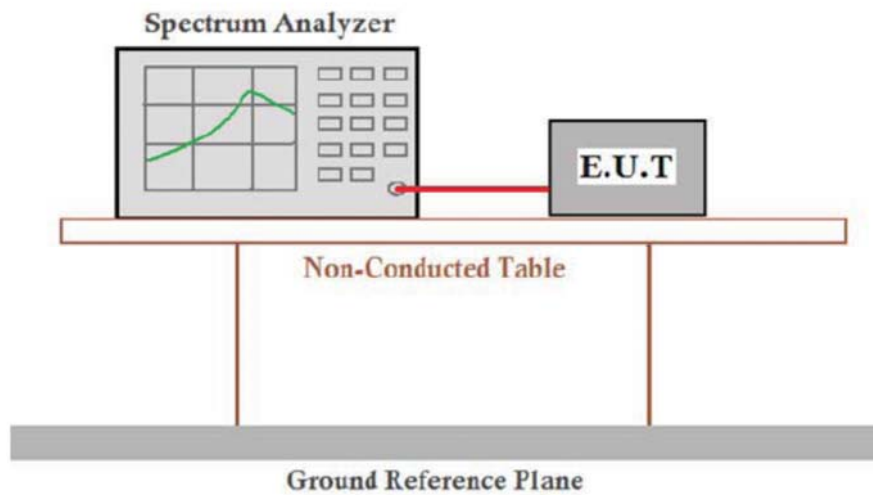 Spectrum Analyzer
E.U.T
Non-Conducted Table
Ground Reference Plane